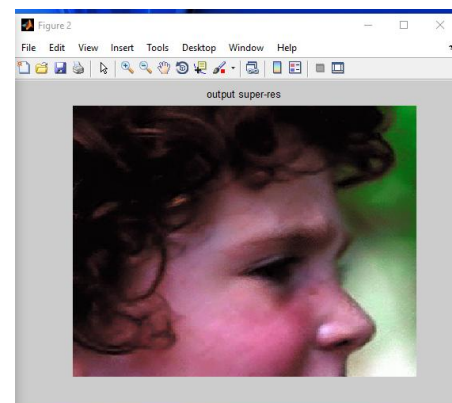 Figure 2
File Edit View Insert Tools Desktop Window Help
output super-res